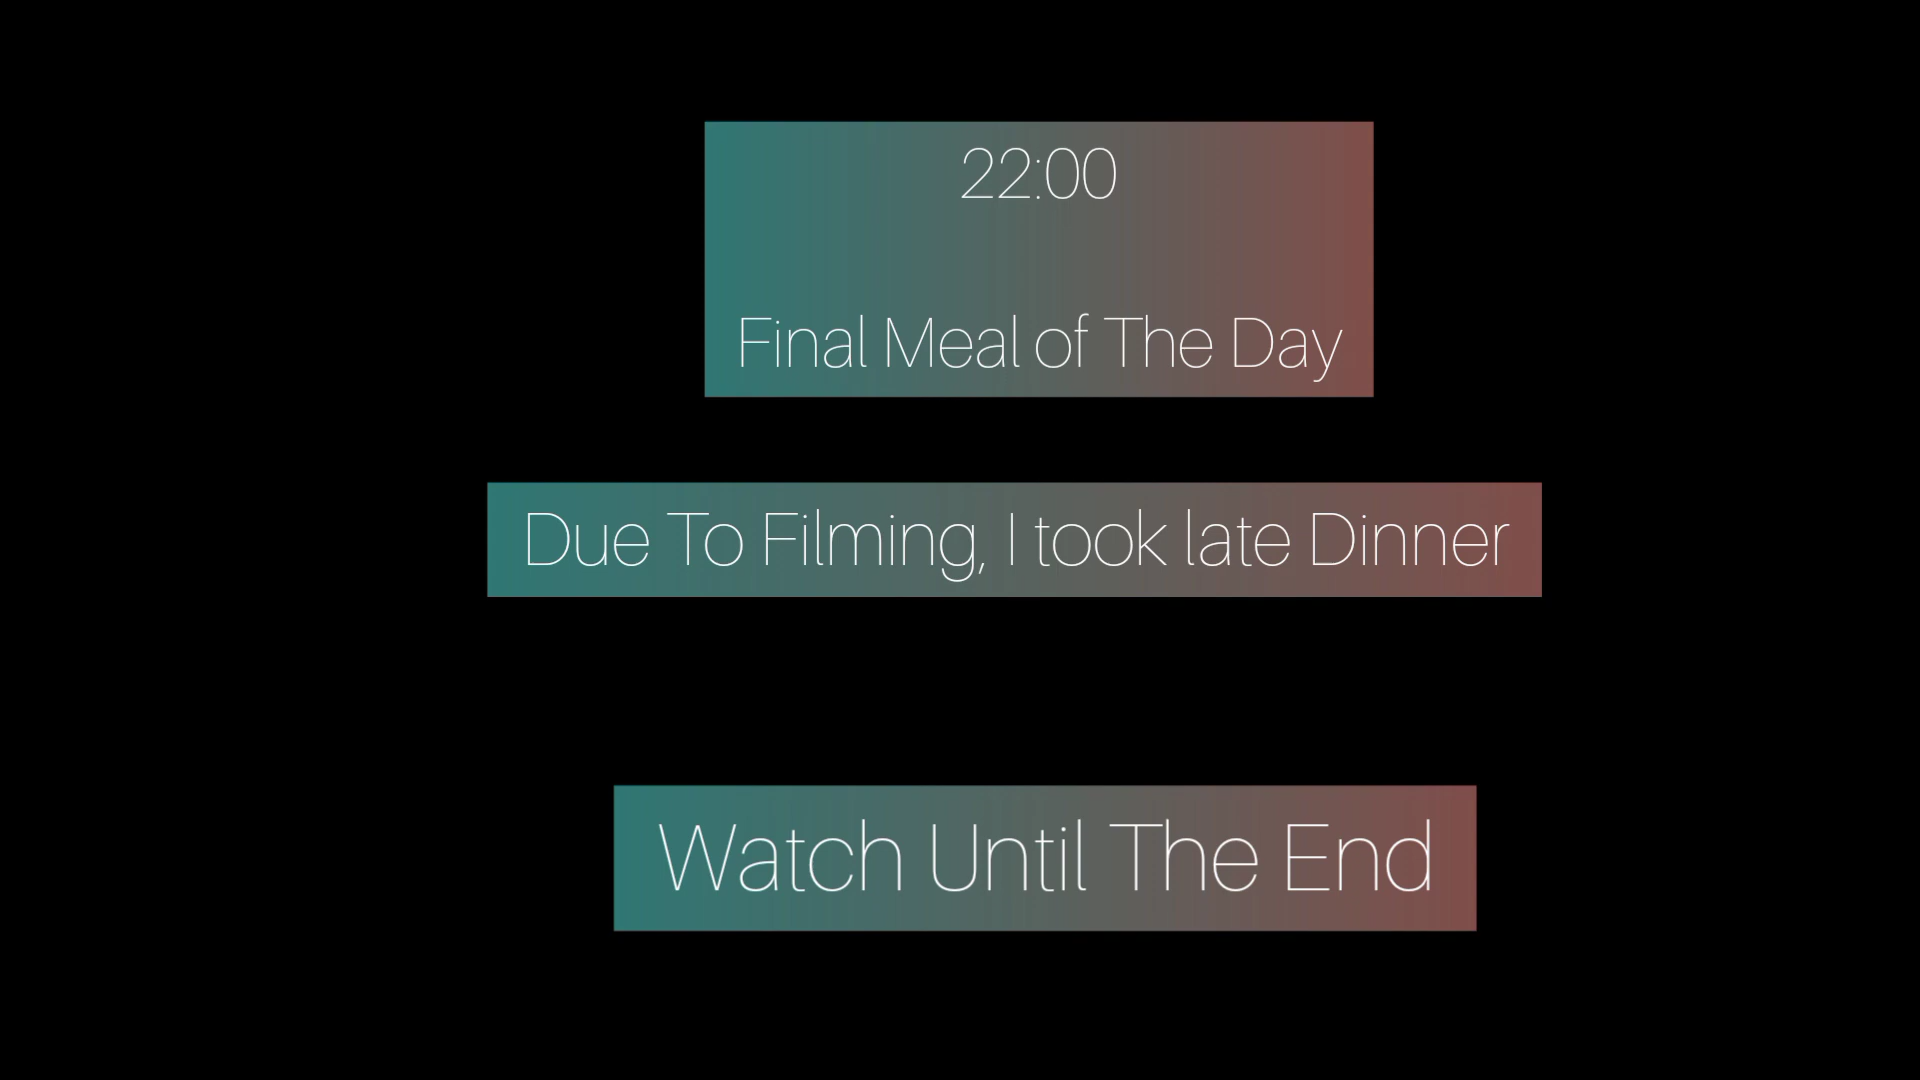 22:00
Final Meal of The Day
Due To Filming, I took late Dinner
Watch Until The End